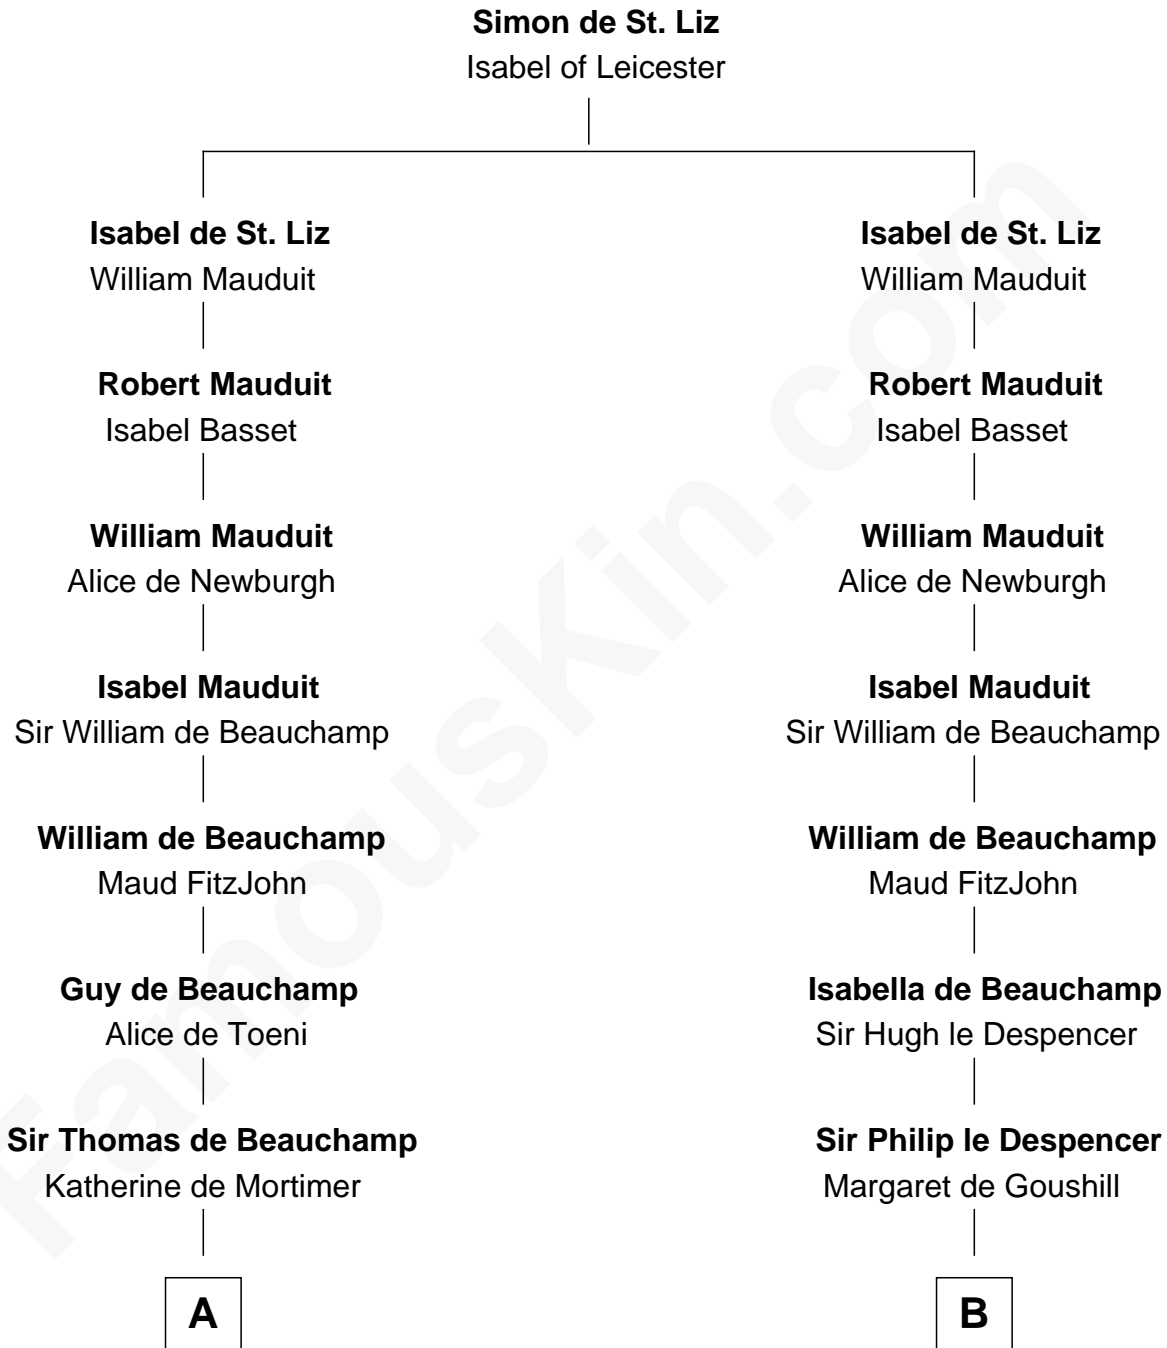 Simon de St. Liz
Isabel of Leicester
Isabel de St. Liz
William Mauduit
Isabel de St. Liz
William Mauduit
Robert Mauduit
Isabel Basset
Robert Mauduit
Isabel Basset
William Mauduit
Alice de Newburgh
William Mauduit
Alice de Newburgh
Isabel Mauduit
Sir William de Beauchamp
Isabel Mauduit
Sir William de Beauchamp
William de Beauchamp
Maud FitzJohn
William de Beauchamp
Maud FitzJohn
Guy de Beauchamp
Alice de Toeni
Isabella de Beauchamp
Sir Hugh le Despencer
Sir Thomas de Beauchamp
Katherine de Mortimer
Sir Philip le Despencer
Margaret de Goushill
A
B
FamousKin.com